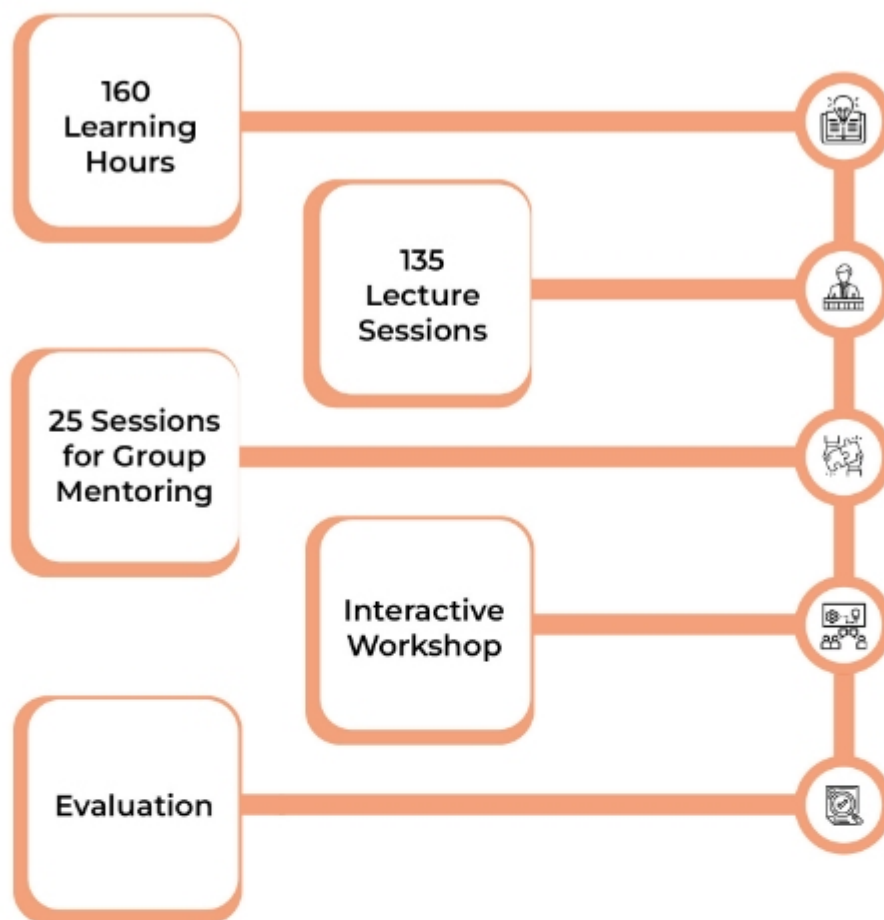 160
Learning
Hours
135
Lecture
Sessions
25 Sessions
for Group
Mentoring
Interactive
Workshop
Evaluation